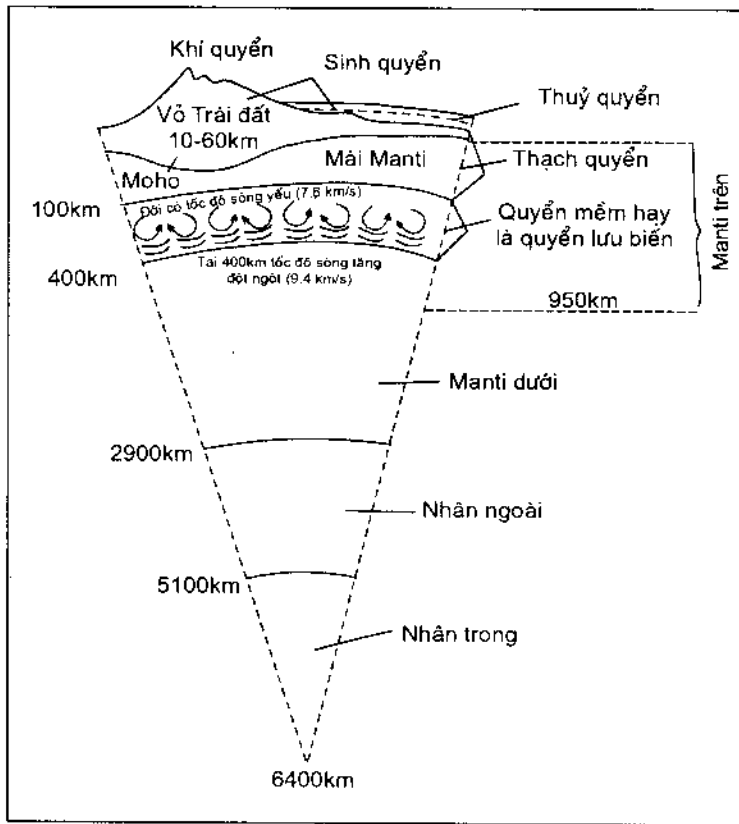 Khí quyển
Sinh quyển
Thuỷ quyển
Vỏ Trái đất
10-60km
Mái Manti
Thạch quyển
Moho
100km
Đới có tốc độ sóng yếu (7.6 km/s)
Quyển mềm hay
là quyển lưu biến
Manti trên
400km
Tại 400km tốc độ sóng tăng
đột ngột (9.4 km/s)
950km
Manti dưới
2900km
Nhân ngoài
5100km
Nhân trong
6400km